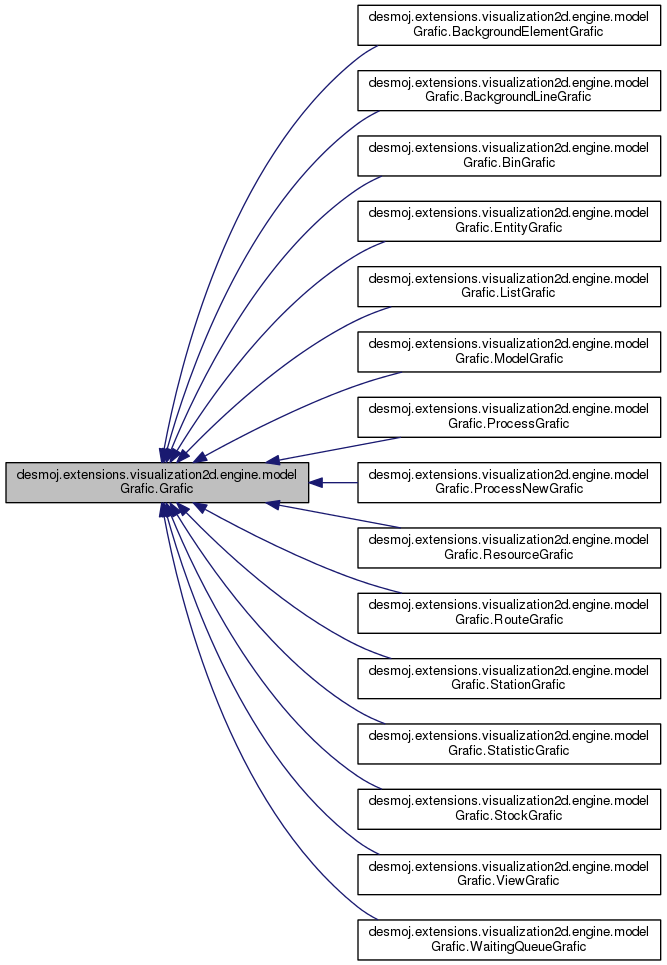 desmoj.extensions.visualization2d.engine.model
Grafic.BackgroundElementGrafic
desmoj.extensions.visualization2d.engine.model
Grafic.BackgroundLineGrafic
desmoj.extensions.visualization2d.engine.model
Grafic.BinGrafic
desmoj.extensions.visualization2d.engine.model
Grafic.EntityGrafic
desmoj.extensions.visualization2d.engine.model
Grafic.ListGrafic
desmoj.extensions.visualization2d.engine.model
Grafic.ModelGrafic
desmoj.extensions.visualization2d.engine.model
Grafic.ProcessGrafic
desmoj.extensions.visualization2d.engine.model
Grafic.Grafic
desmoj.extensions.visualization2d.engine.model
Grafic.ProcessNewGrafic
desmoj.extensions.visualization2d.engine.model
Grafic.ResourceGrafic
desmoj.extensions.visualization2d.engine.model
Grafic.RouteGrafic
desmoj.extensions.visualization2d.engine.model
Grafic.StationGrafic
desmoj.extensions.visualization2d.engine.model
Grafic.StatisticGrafic
desmoj.extensions.visualization2d.engine.model
Grafic.StockGrafic
desmoj.extensions.visualization2d.engine.model
Grafic.ViewGrafic
desmoj.extensions.visualization2d.engine.model
Grafic.WaitingQueueGrafic